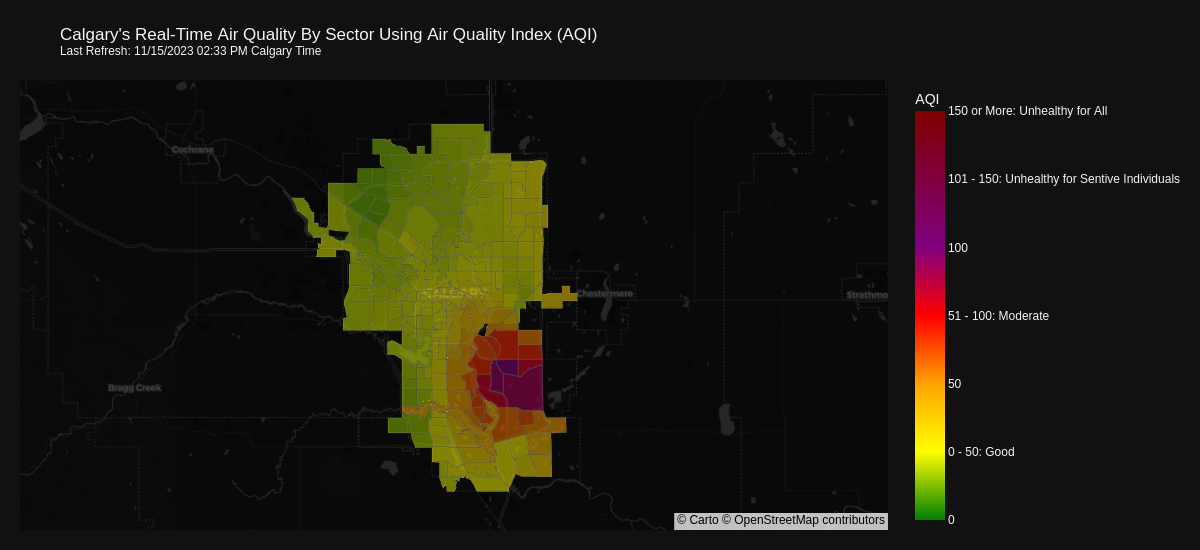 Calgary's Real-Time Air Quality By Sector Using Air Quality Index (AQI)
Last Refresh: 11/15/2023 02:33 PM Calgary Time
AQI
150 or More: Unhealthy for All
Cochrane
101 - 150: Unhealthy for Sentive Individuals
100
CALGARY
Chestermere
Strathmo
51 - 100: Moderate
50
Bragg Creek
0 - 50: Good
0
© Carto © OpenStreetMap contributors